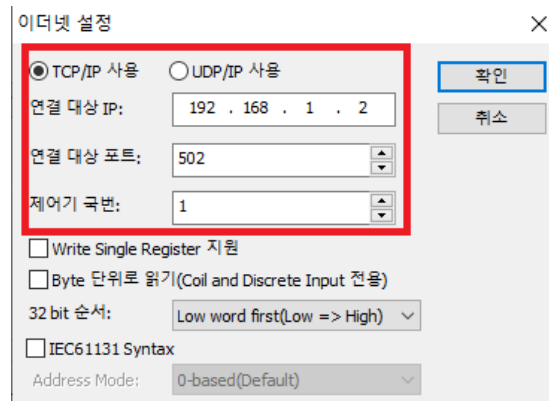 이더넷 설정
TCP/IP 사용 UDP/IP 사용 확인
연결 대상 IP: 192 . 168 . 1 . 2 취소
연결 대상 포트: 502
제어기 국번: 1
Write Single Register 지원
Byte 단위로 읽기(Coil and Discrete Input 전용)
32 bit 순서: Low word first(Low => High)
IEC61131 Syntax
Address Mode: 0-based(Default)